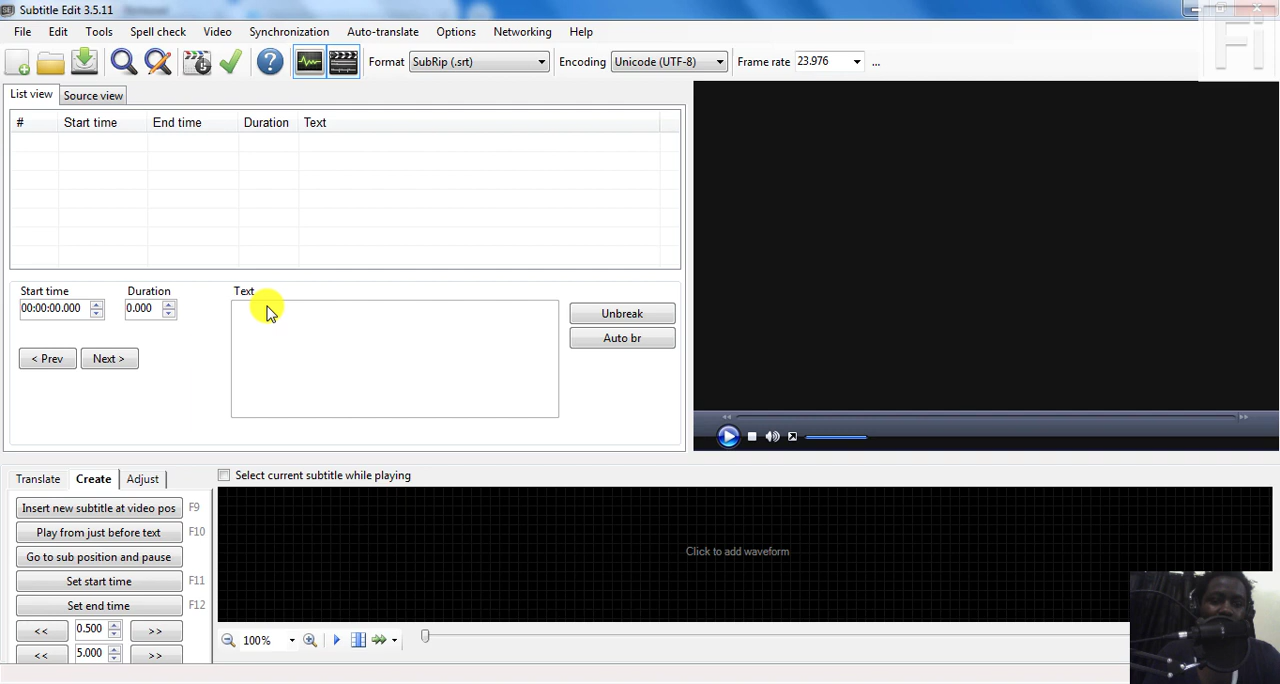 Subtitle Edit 3.5.11
File Edit Tools Spell check Video Synchronization Auto-translate Options Networking Help
Format SubRip (.srt) Encoding Unicode (UTF-8) Frame rate 23.976 ...
Fi
List view Source view
# Start time End time Duration Text
Start time Duration Text
00:00:00.000 0.000
Unbreak
Auto br
< Prev Next >
Translate Create Adjust
Select current subtitle while playing
Insert new subtitle at video pos F9
Play from just before text F10
Go to sub position and pause
Set start time F11
Set end time F12
<< 0.500 >>
<< 5.000 >>
Click to add waveform
100%